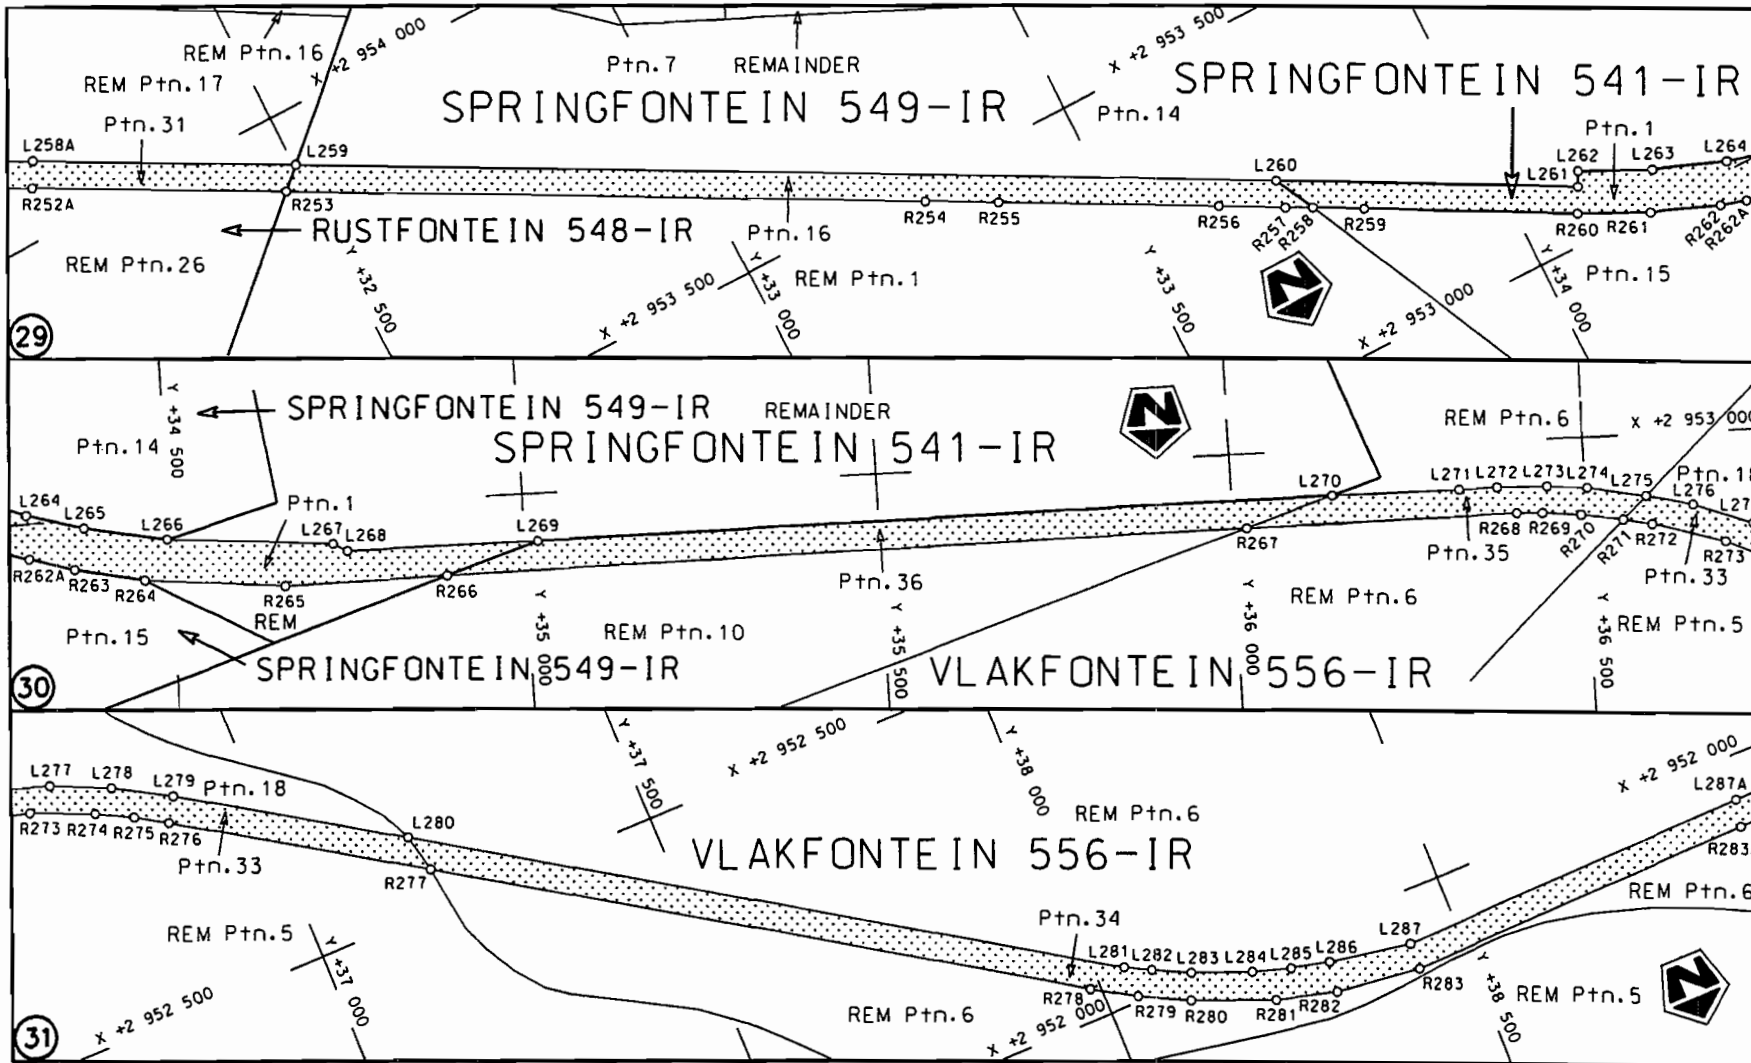 REM Ptn.16
X +2 954 000
Ptn.7
REMAINDER
X +2 953 500
SPRINGFONTEIN 541-IR
REM Ptn.17
SPRINGFONTEIN 549-IR
Ptn.14
Ptn.31
Ptn.1
L258A
L259
L260
L261
L262
L263
L264
R252A
R253
R254
R255
R256
R257
R258
R259
R260
R261
R262
R262A
RUSTFONTEIN 548-IR
Ptn.16
REM Ptn.26
Y +32 500
X +2 953 500
Y +33 000
REM Ptn.1
Y +33 500
X +2 953 000
Y +34 000
Ptn.15
N
29
Y +34 500
SPRINGFONTEIN 549-IR
REMAINDER
N
REM Ptn.6
X +2 953 000
Ptn.14
SPRINGFONTEIN 541-IR
Ptn.1
L264
L265
L266
L267
L268
L269
L270
L271
L272
L273
L274
L275
L276
Ptn.18
L277
R262A
R263
R264
R265
R266
R267
R268
R269
R270
R271
R272
R273
Ptn.36
Ptn.35
Ptn.33
Ptn.15
REM
REM Ptn.10
REM Ptn.6
REM Ptn.5
SPRINGFONTEIN 549-IR
Y +35 000
Y +35 500
VLAKFONTEIN 556-IR
Y +36 000
Y +36 500
30
Y +37 500
X +2 952 500
Y +38 000
X +2 952 000
L277
L278
L279
Ptn.18
L280
REM Ptn.6
L287A
R273
R274
R275
R276
Ptn.33
R277
VLAKFONTEIN 556-IR
R283
REM Ptn.6
REM Ptn.5
Ptn.34
L281
L282
L283
L284
L285
L286
L287
R278
R279
R280
R281
R282
R283
Y +37 000
X +2 952 500
REM Ptn.6
X +2 952 000
Y +38 500
REM Ptn.5
N
31